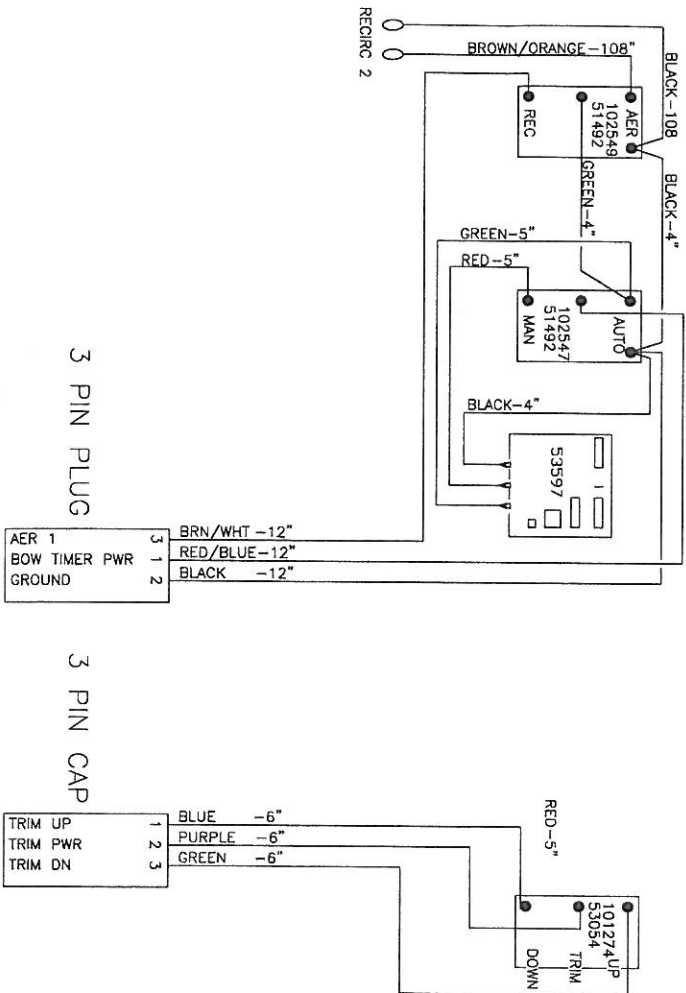 RECIRC 2
BROWN/ORANGE-108"
BLACK-108
BLACK-4"
AER
102549
51492
REC
GREEN-4"
GREEN-5"
RED-5"
AUTO
102547
51492
MAN
BLACK-4"
53597
3 PIN PLUG
AER 1 3 BRN/WHT -12"
BOW TIMER PWR 1 RED/BLUE-12"
GROUND 2 BLACK -12"
3 PIN CAP
TRIM UP 1 BLUE -6"
TRIM PWR 2 PURPLE -6"
TRIM DN 3 GREEN -6"
RED-5"
UP
101274
53054
TRIM
DOWN